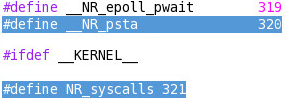 #define __NR_epoll_pwait 319
#define __NR_psta 320
#ifdef __KERNEL__
#define NR_syscalls 321